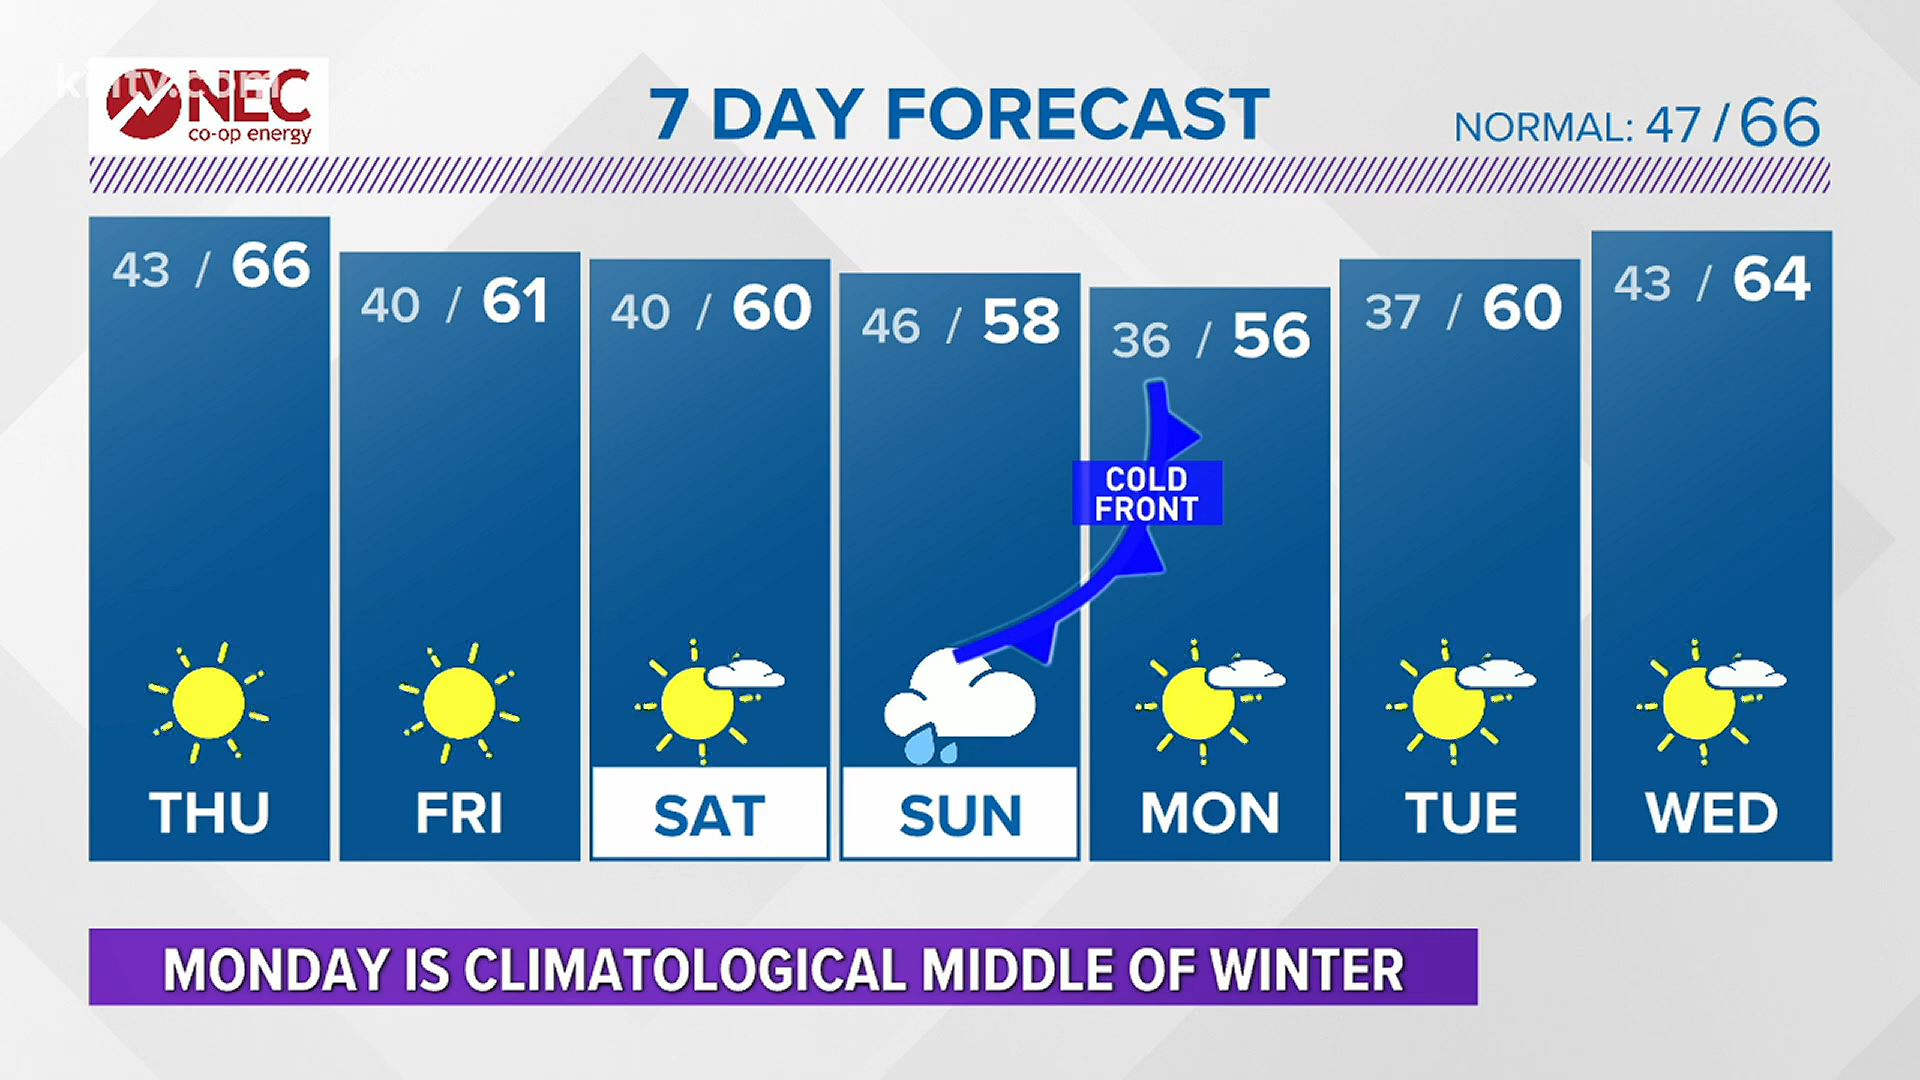 NEC
co-op energy
7 DAY FORECAST
NORMAL: 47 / 66
43 / 66
40 / 61
40 / 60
46 / 58
36 / 56
37 / 60
43 / 64
COLD
FRONT
THU
FRI
SAT
SUN
MON
TUE
WED
MONDAY IS CLIMATOLOGICAL MIDDLE OF WINTER